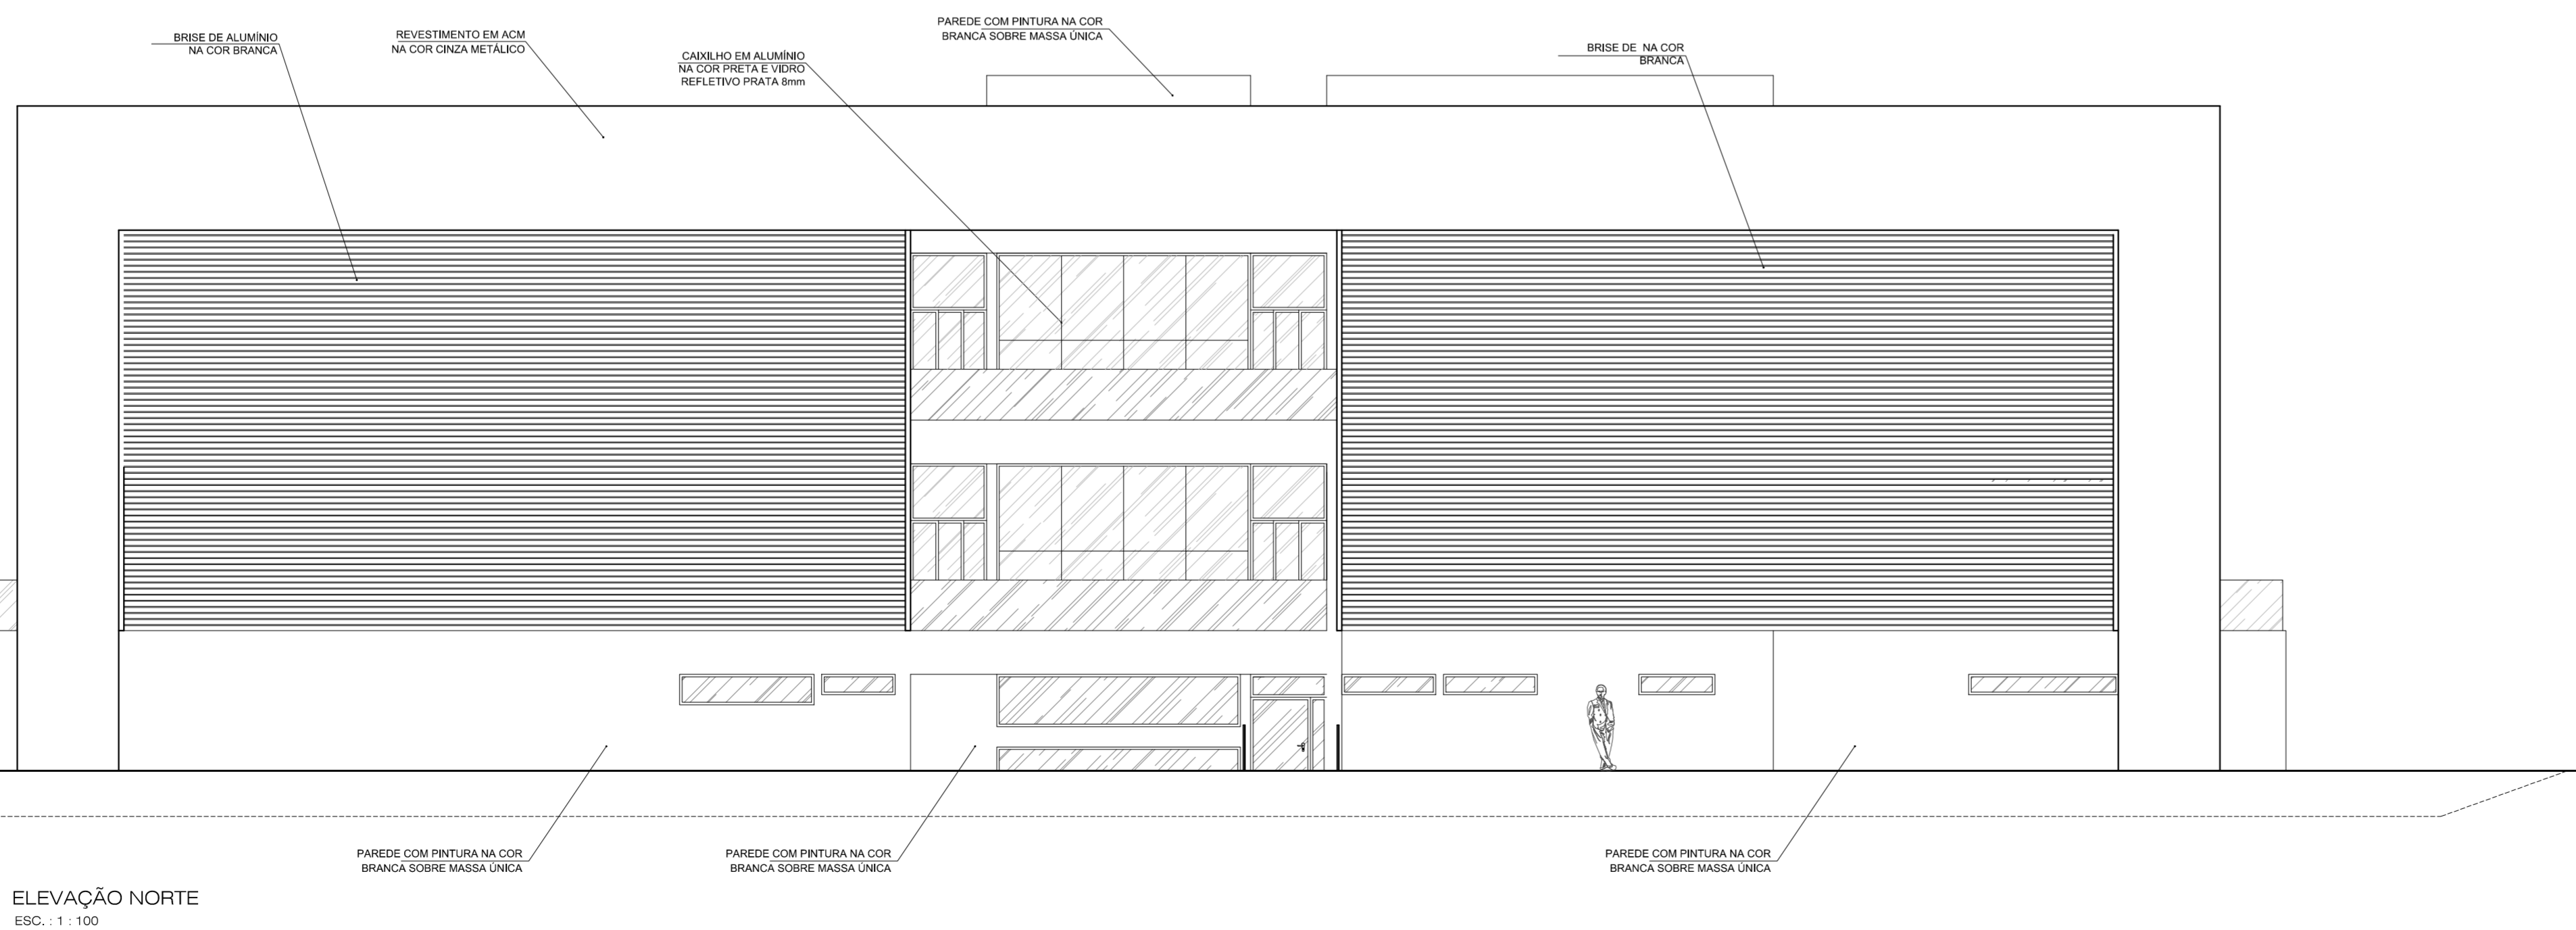 BRISE DE ALUMÍNIO
NA COR BRANCA
REVESTIMENTO EM ACM
NA COR CINZA METÁLICO
CAIXILHO EM ALUMÍNIO
NA COR PRETA E VIDRO
REFLETIVO PRATA 8mm
PAREDE COM PINTURA NA COR
BRANCA SOBRE MASSA ÚNICA
BRISE DE NA COR
BRANCA
PAREDE COM PINTURA NA COR
BRANCA SOBRE MASSA ÚNICA
PAREDE COM PINTURA NA COR
BRANCA SOBRE MASSA ÚNICA
PAREDE COM PINTURA NA COR
BRANCA SOBRE MASSA ÚNICA
ELEVAÇÃO NORTE
ESC. : 1 : 100